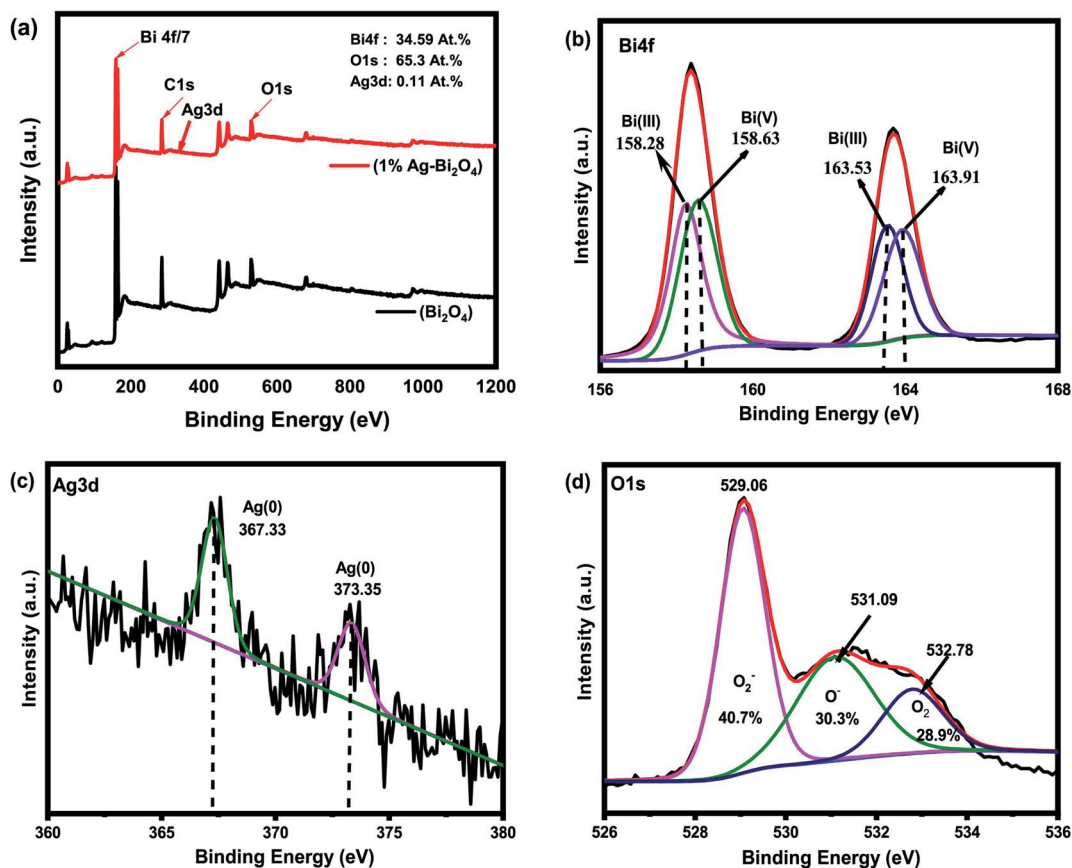 (a)
Bi 4f/7
C1s
Ag3d
O1s
Bi4f: 34.59 At.%
O1s : 65.3 At.%
Ag3d: 0.11 At.%
(1% Ag-Bi₂O₄)
(Bi₂O₄)
Intensity (a.u.)
0 200 400 600 800 1000 1200
Binding Energy (eV)
(b)
Bi4f
Bi(III)
158.28
Bi(V)
158.63
Bi(III)
163.53
Bi(V)
163.91
Intensity (a.u.)
156 160 164 168
Binding Energy (eV)
(c)
Ag3d
Ag(0)
367.33
Ag(0)
373.35
Intensity (a.u.)
360 365 370 375 380
Binding Energy (eV)
(d)
O1s
529.06
531.09
532.78
O₂⁻
40.7%
O⁻
30.3%
O₂
28.9%
Intensity (a.u.)
526 528 530 532 534 536
Binding Energy (eV)